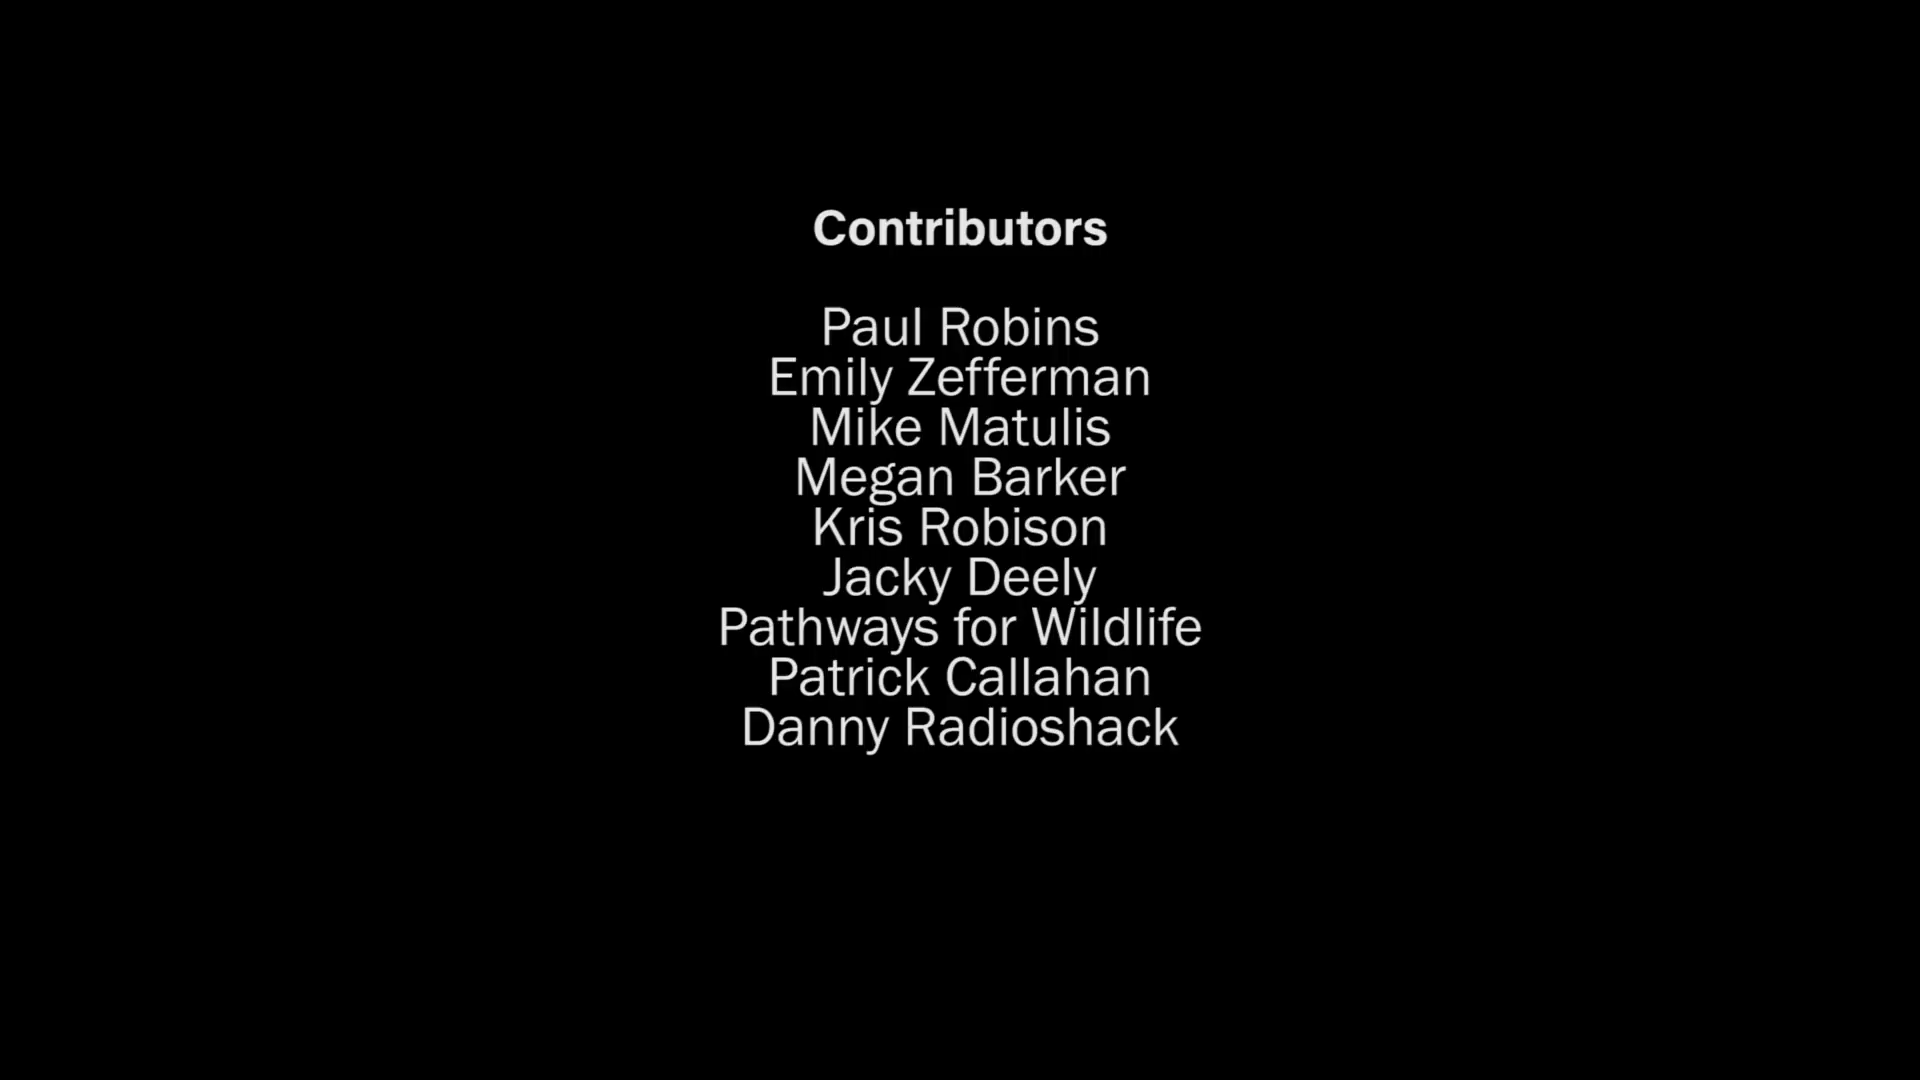 Contributors
Paul Robins
Emily Zefferman
Mike Matulis
Megan Barker
Kris Robison
Jacky Deely
Pathways for Wildlife
Patrick Callahan
Danny Radioshack